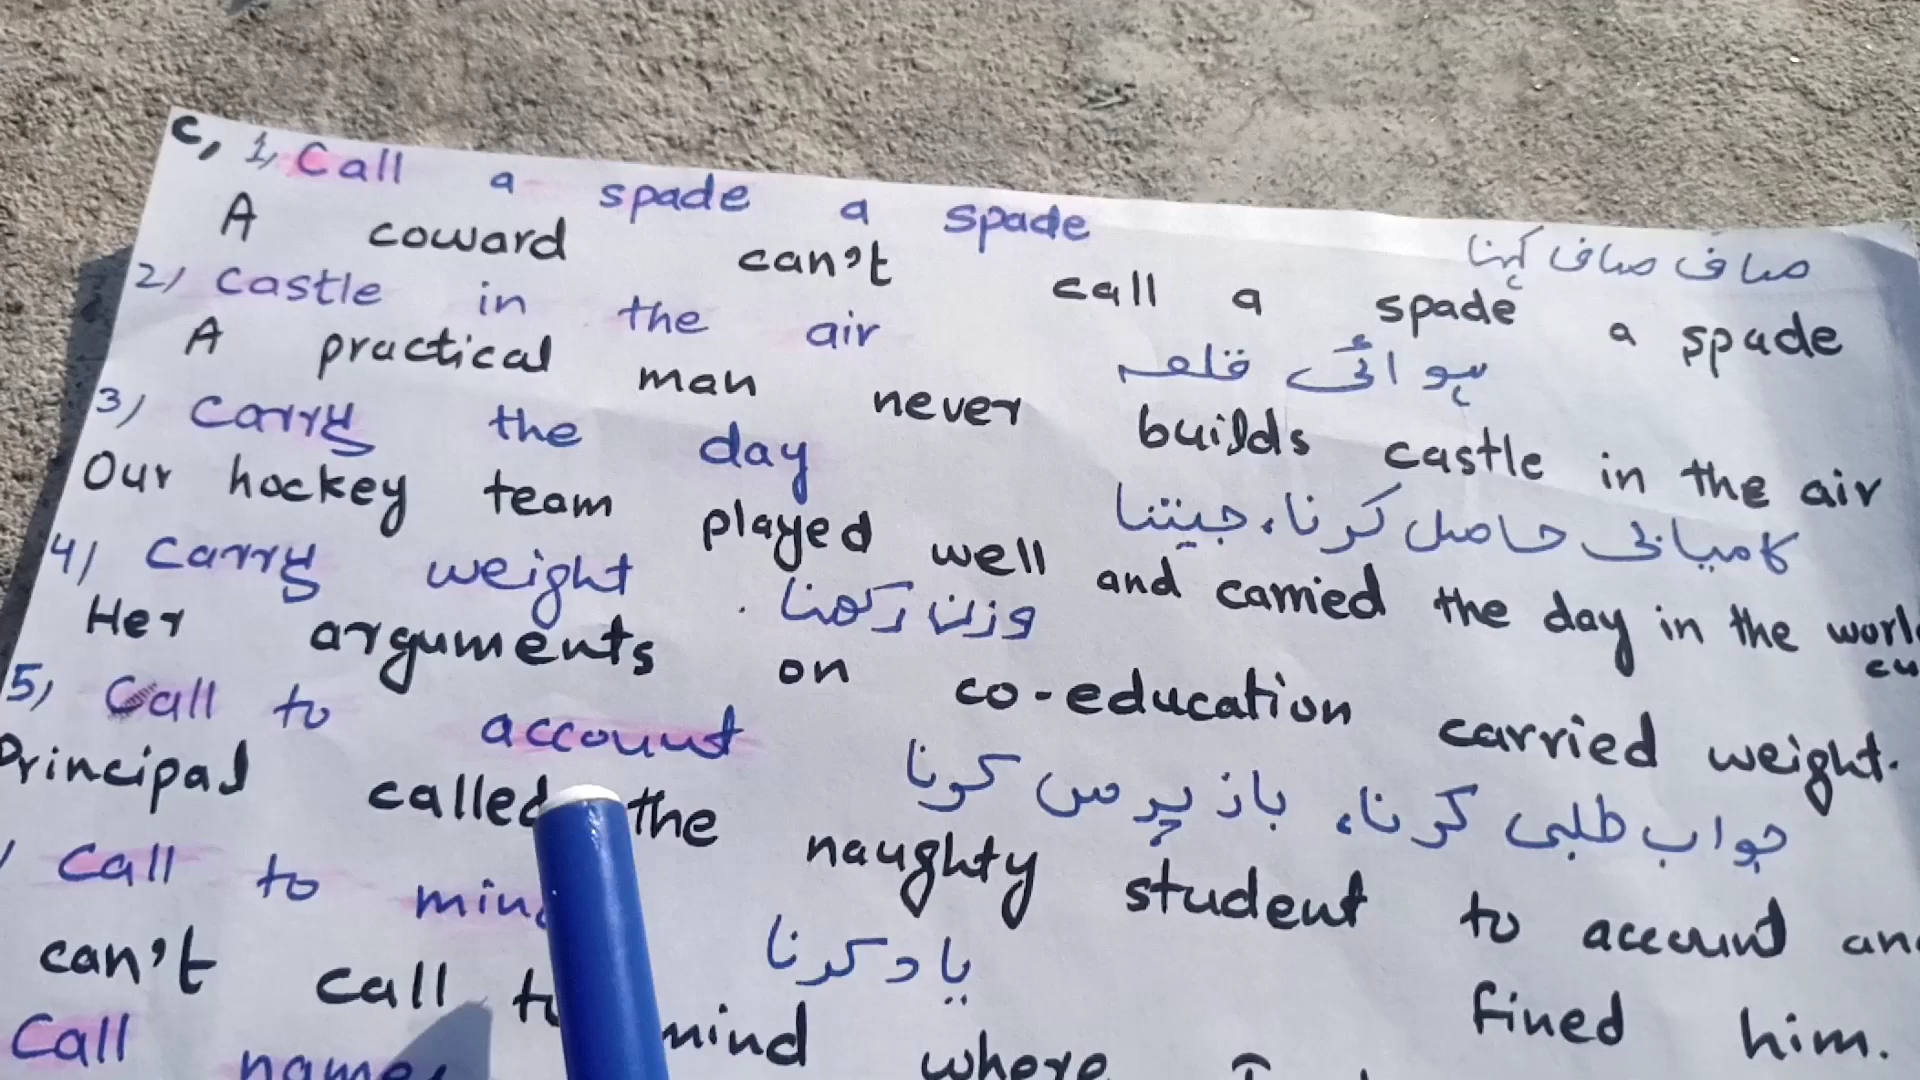 C, 1, Call a spade a spade صاف صاف کہنا
A coward can't call a spade a spade
2) Castle in the air ہوائی قلعہ
A practical man never builds castle in the air
3) Carry the day کامیابی حاصل کرنا، جیتنا
Our hockey team played well and carried the day in the
4) Carry weight وزن رکھنا
Her arguments on co-education carried weight.
5, Call to account جواب طلبی کرنا، باز پرس کرنا
Principal called the naughty student to account
fined him.
Call to یاد کرنا
can't call mind where I
Call